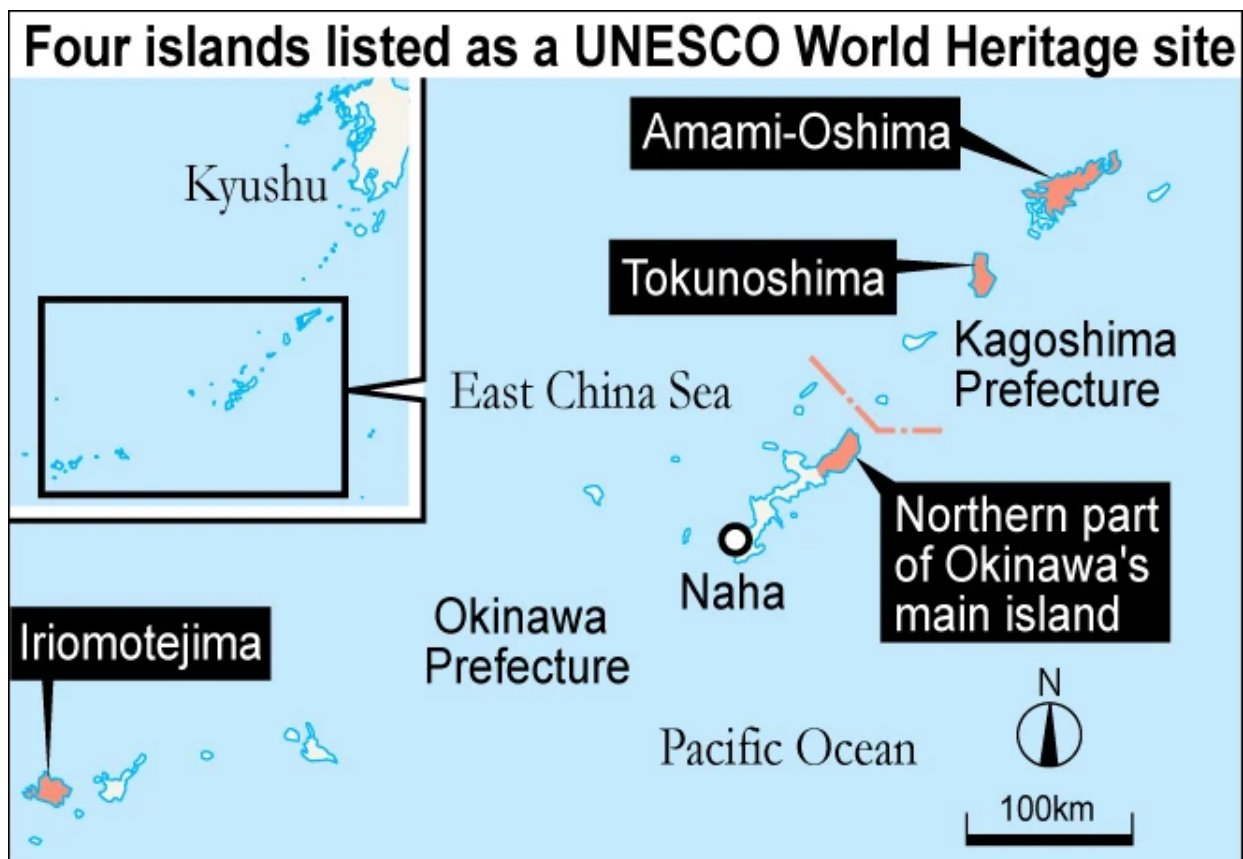 Four islands listed as a UNESCO World Heritage site
Kyushu
Amami-Oshima
Tokunoshima
Kagoshima
Prefecture
East China Sea
Northern part
of Okinawa's
main island
Naha
Okinawa
Prefecture
Iriomotejima
Pacific Ocean
N
100km